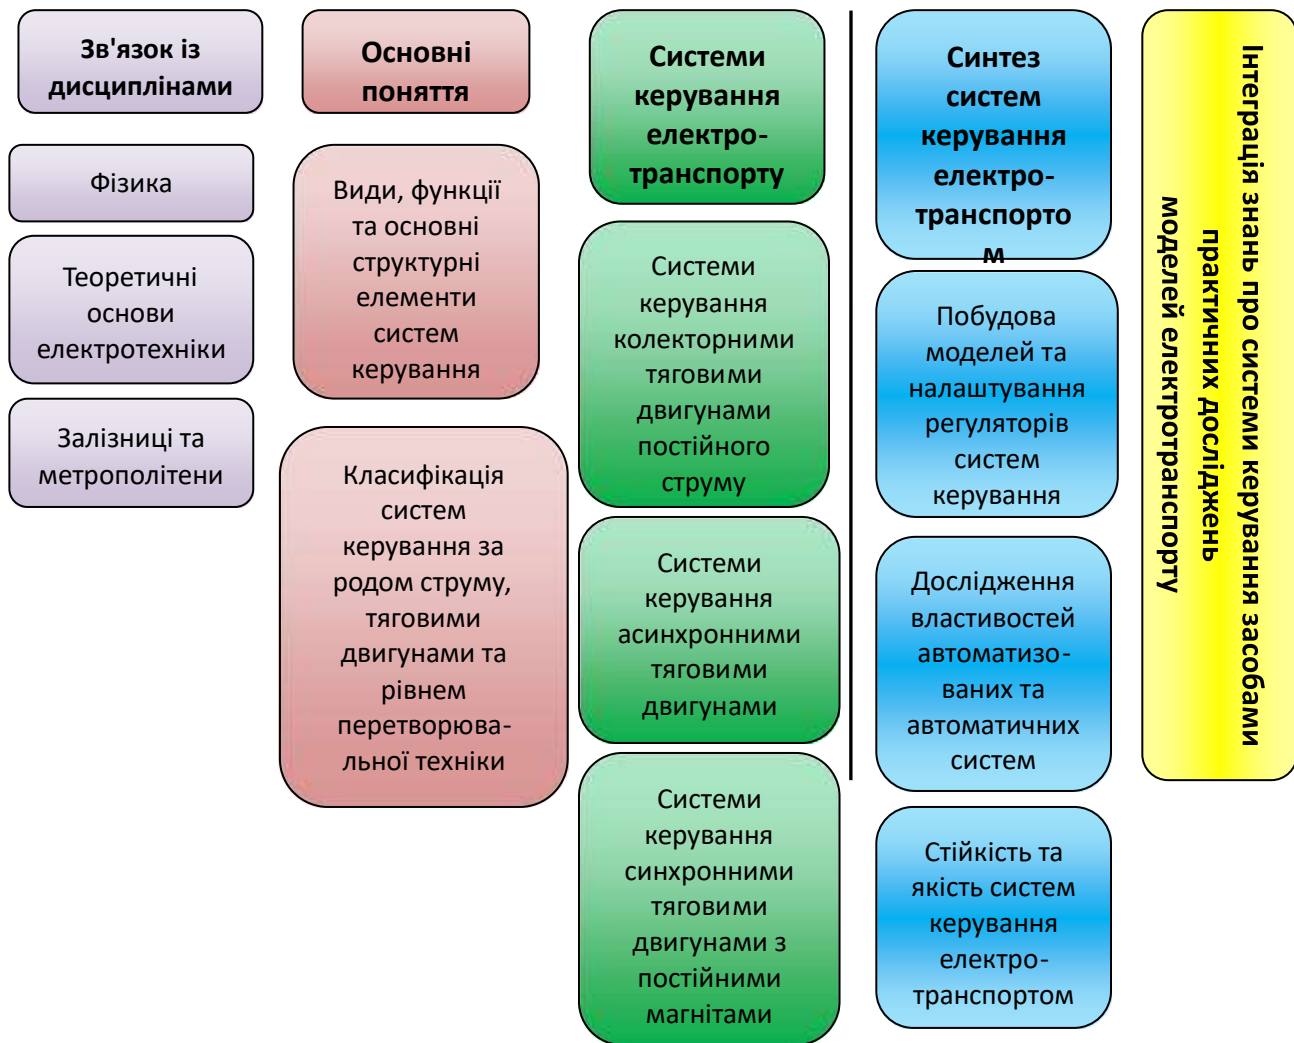 Зв'язок із
дисциплінами
Фізика
Теоретичні
основи
електротехніки
Залізниці та
метрополітени
Основні
поняття
Види, функції
та основні
структурні
елементи
систем
керування
Класифікація
систем
керування за
родом струму,
тяговими
двигунами та
рівнем
перетворюва-
льної техніки
Системи
керування
електро-
транспорту
Системи
керування
колекторними
тяговими
двигунами
постійного
струму
Системи
керування
асинхронними
тяговими
двигунами
Системи
керування
синхронними
тяговими
двигунами з
постійними
магнітами
Синтез
систем
керування
електро-
транспорто
м
Побудова
моделей та
налаштування
регуляторів
систем
керування
Дослідження
властивостей
автоматизо-
ваних та
автоматичних
систем
Стійкість та
якість систем
керування
електро-
транспортом
Інтеграція знань про системи керування засобами
практичних досліджень
моделей електротранспорту